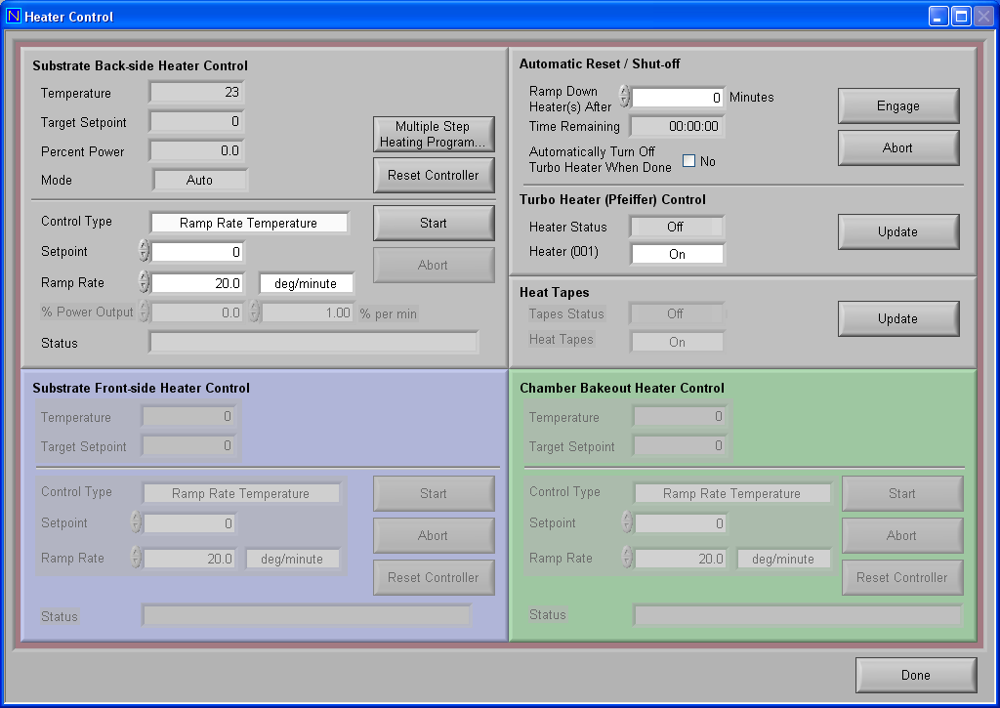 Heater Control
Substrate Back-side Heater Control
Temperature 23
Target Setpoint 0
Percent Power 0.0
Mode Auto
Multiple Step
Heating Program...
Reset Controller
Control Type Ramp Rate Temperature
Setpoint 0
Ramp Rate 20.0 deg/minute
% Power Output 0.0 1.00 % per min
Status
Start
Abort
Automatic Reset / Shut-off
Ramp Down
Heater(s) After 0 Minutes
Time Remaining 00:00:00
Automatically Turn Off
Turbo Heater When Done No
Engage
Abort
Turbo Heater (Pfeiffer) Control
Heater Status Off
Heater (001) On
Update
Heat Tapes
Tapes Status Off
Heat Tapes On
Update
Substrate Front-side Heater Control
Temperature 0
Target Setpoint 0
Control Type Ramp Rate Temperature
Setpoint 0
Ramp Rate 20.0 deg/minute
Status
Start
Abort
Reset Controller
Chamber Bakeout Heater Control
Temperature 0
Target Setpoint 0
Control Type Ramp Rate Temperature
Setpoint 0
Ramp Rate 20.0 deg/minute
Status
Start
Abort
Reset Controller
Done